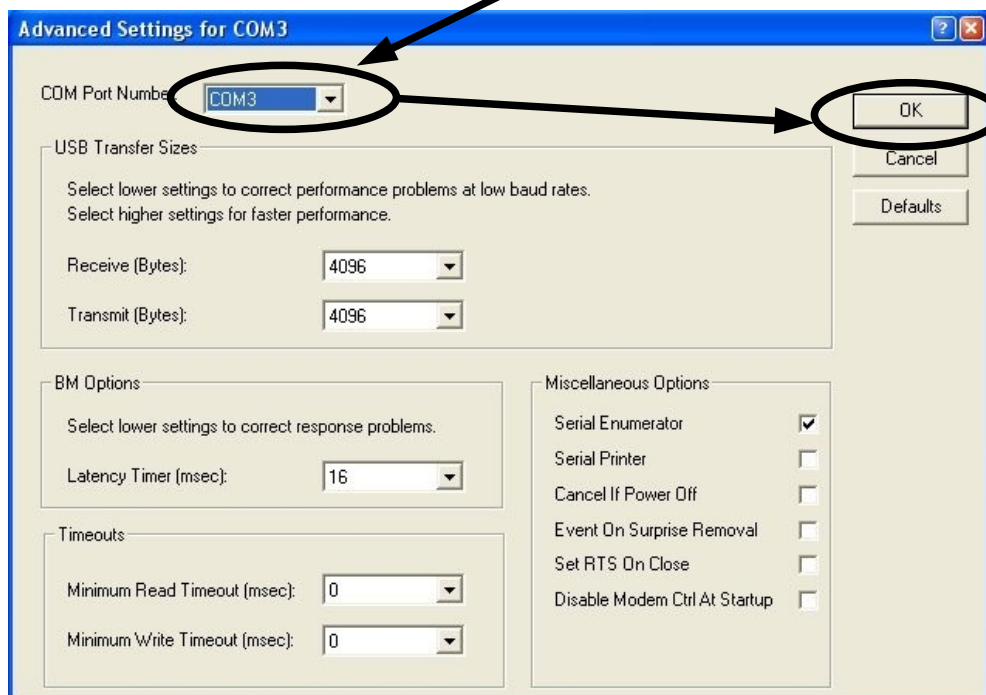 Advanced Settings for COM3
COM Port Number:
COM3
OK
Cancel
Defaults
USB Transfer Sizes
Select lower settings to correct performance problems at low baud rates.
Select higher settings for faster performance.
Receive (Bytes):
4096
Transmit (Bytes):
4096
BM Options
Select lower settings to correct response problems.
Latency Timer (msec):
16
Timeouts
Minimum Read Timeout (msec):
0
Minimum Write Timeout (msec):
0
Miscellaneous Options
Serial Enumerator
Serial Printer
Cancel If Power Off
Event On Surprise Removal
Set RTS On Close
Disable Modem Ctrl At Startup